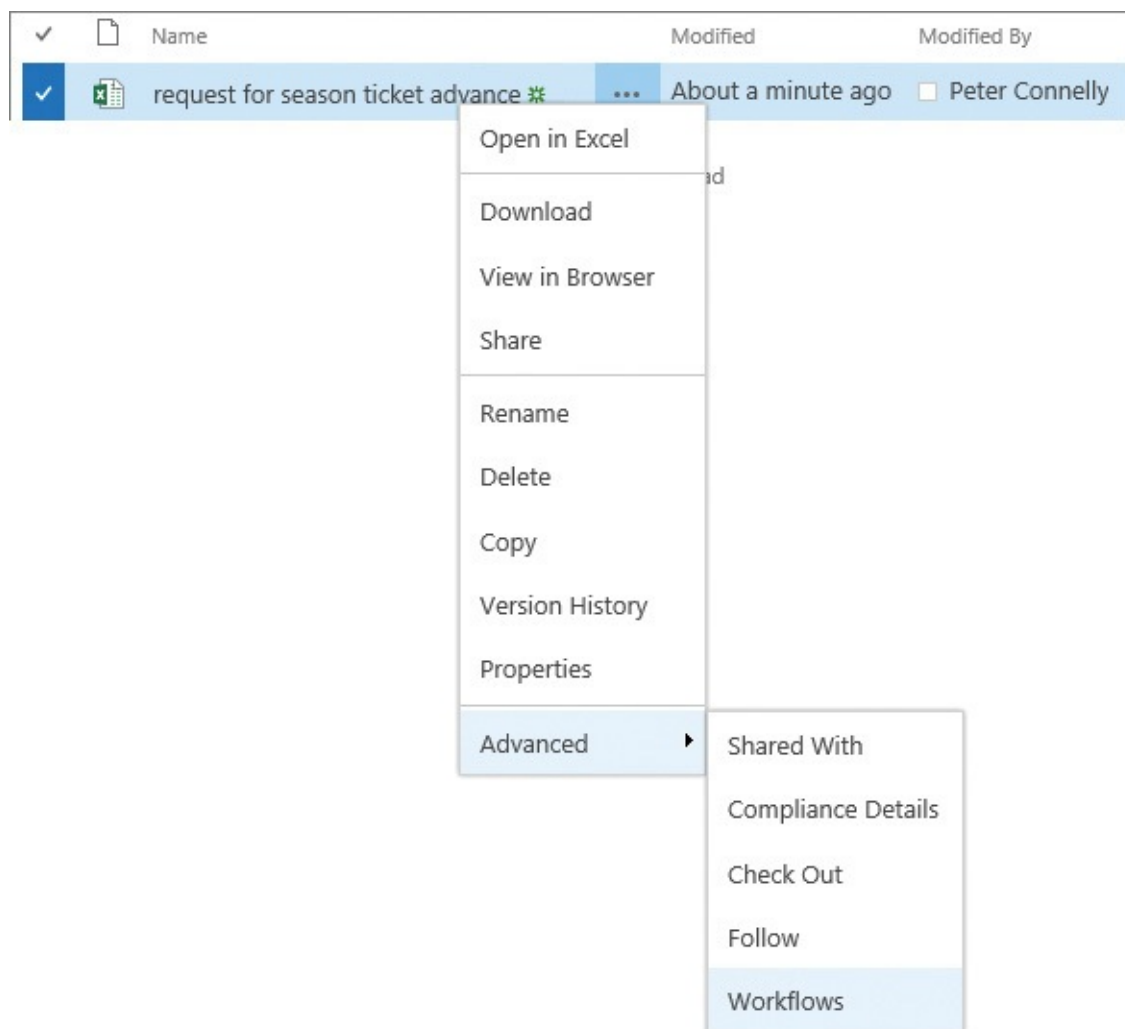 Name Modified Modified By
request for season ticket advance ... About a minute ago Peter Connelly
Open in Excel
ad
Download
View in Browser
Share
Rename
Delete
Copy
Version History
Properties
Advanced
Shared With
Compliance Details
Check Out
Follow
Workflows